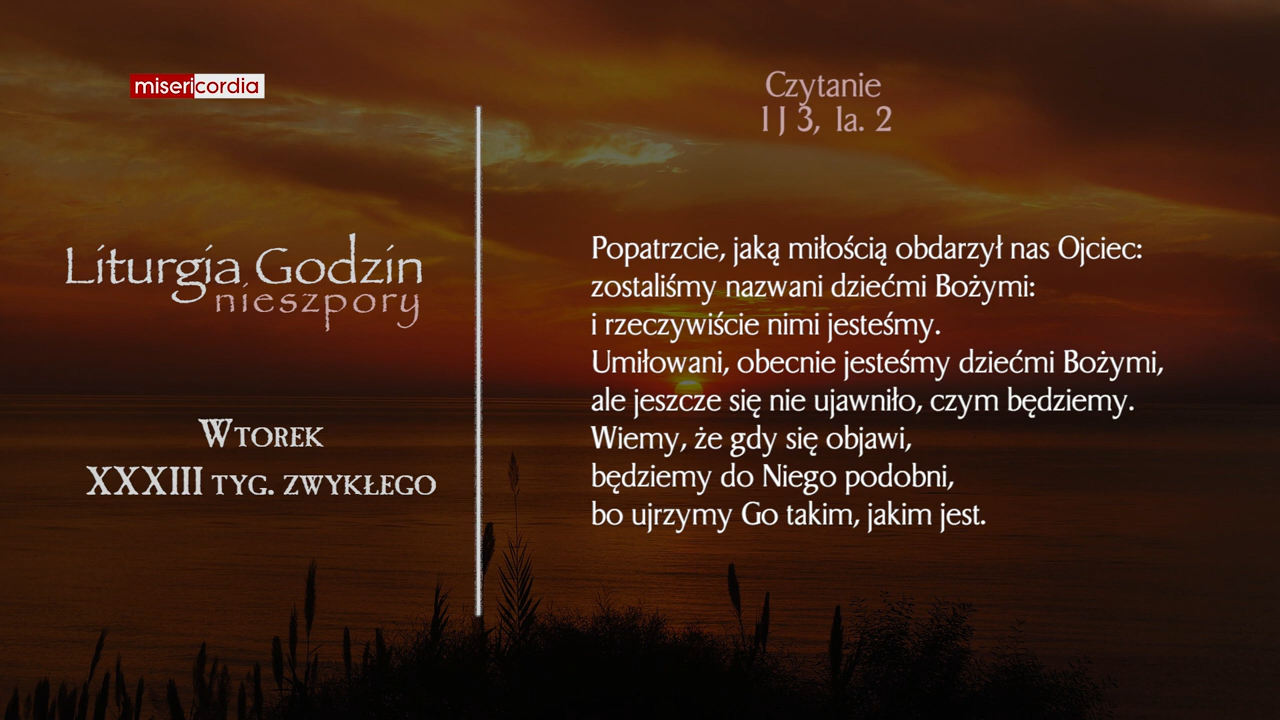 misericordia
Liturgia Godzin
nieszpory
Wtorek
XXXIII tyg. zwykłego
Czytanie
1 J 3, 1a. 2
Popatrzcie, jaką miłością obdarzył nas Ojciec:
zostaliśmy nazwani dziećmi Bożymi:
i rzeczywiście nimi jesteśmy.
Umiłowani, obecnie jesteśmy dziećmi Bożymi,
ale jeszcze się nie ujawniło, czym będziemy.
Wiemy, że gdy się objawi,
będziemy do Niego podobni,
bo ujrzymy Go takim, jakim jest.